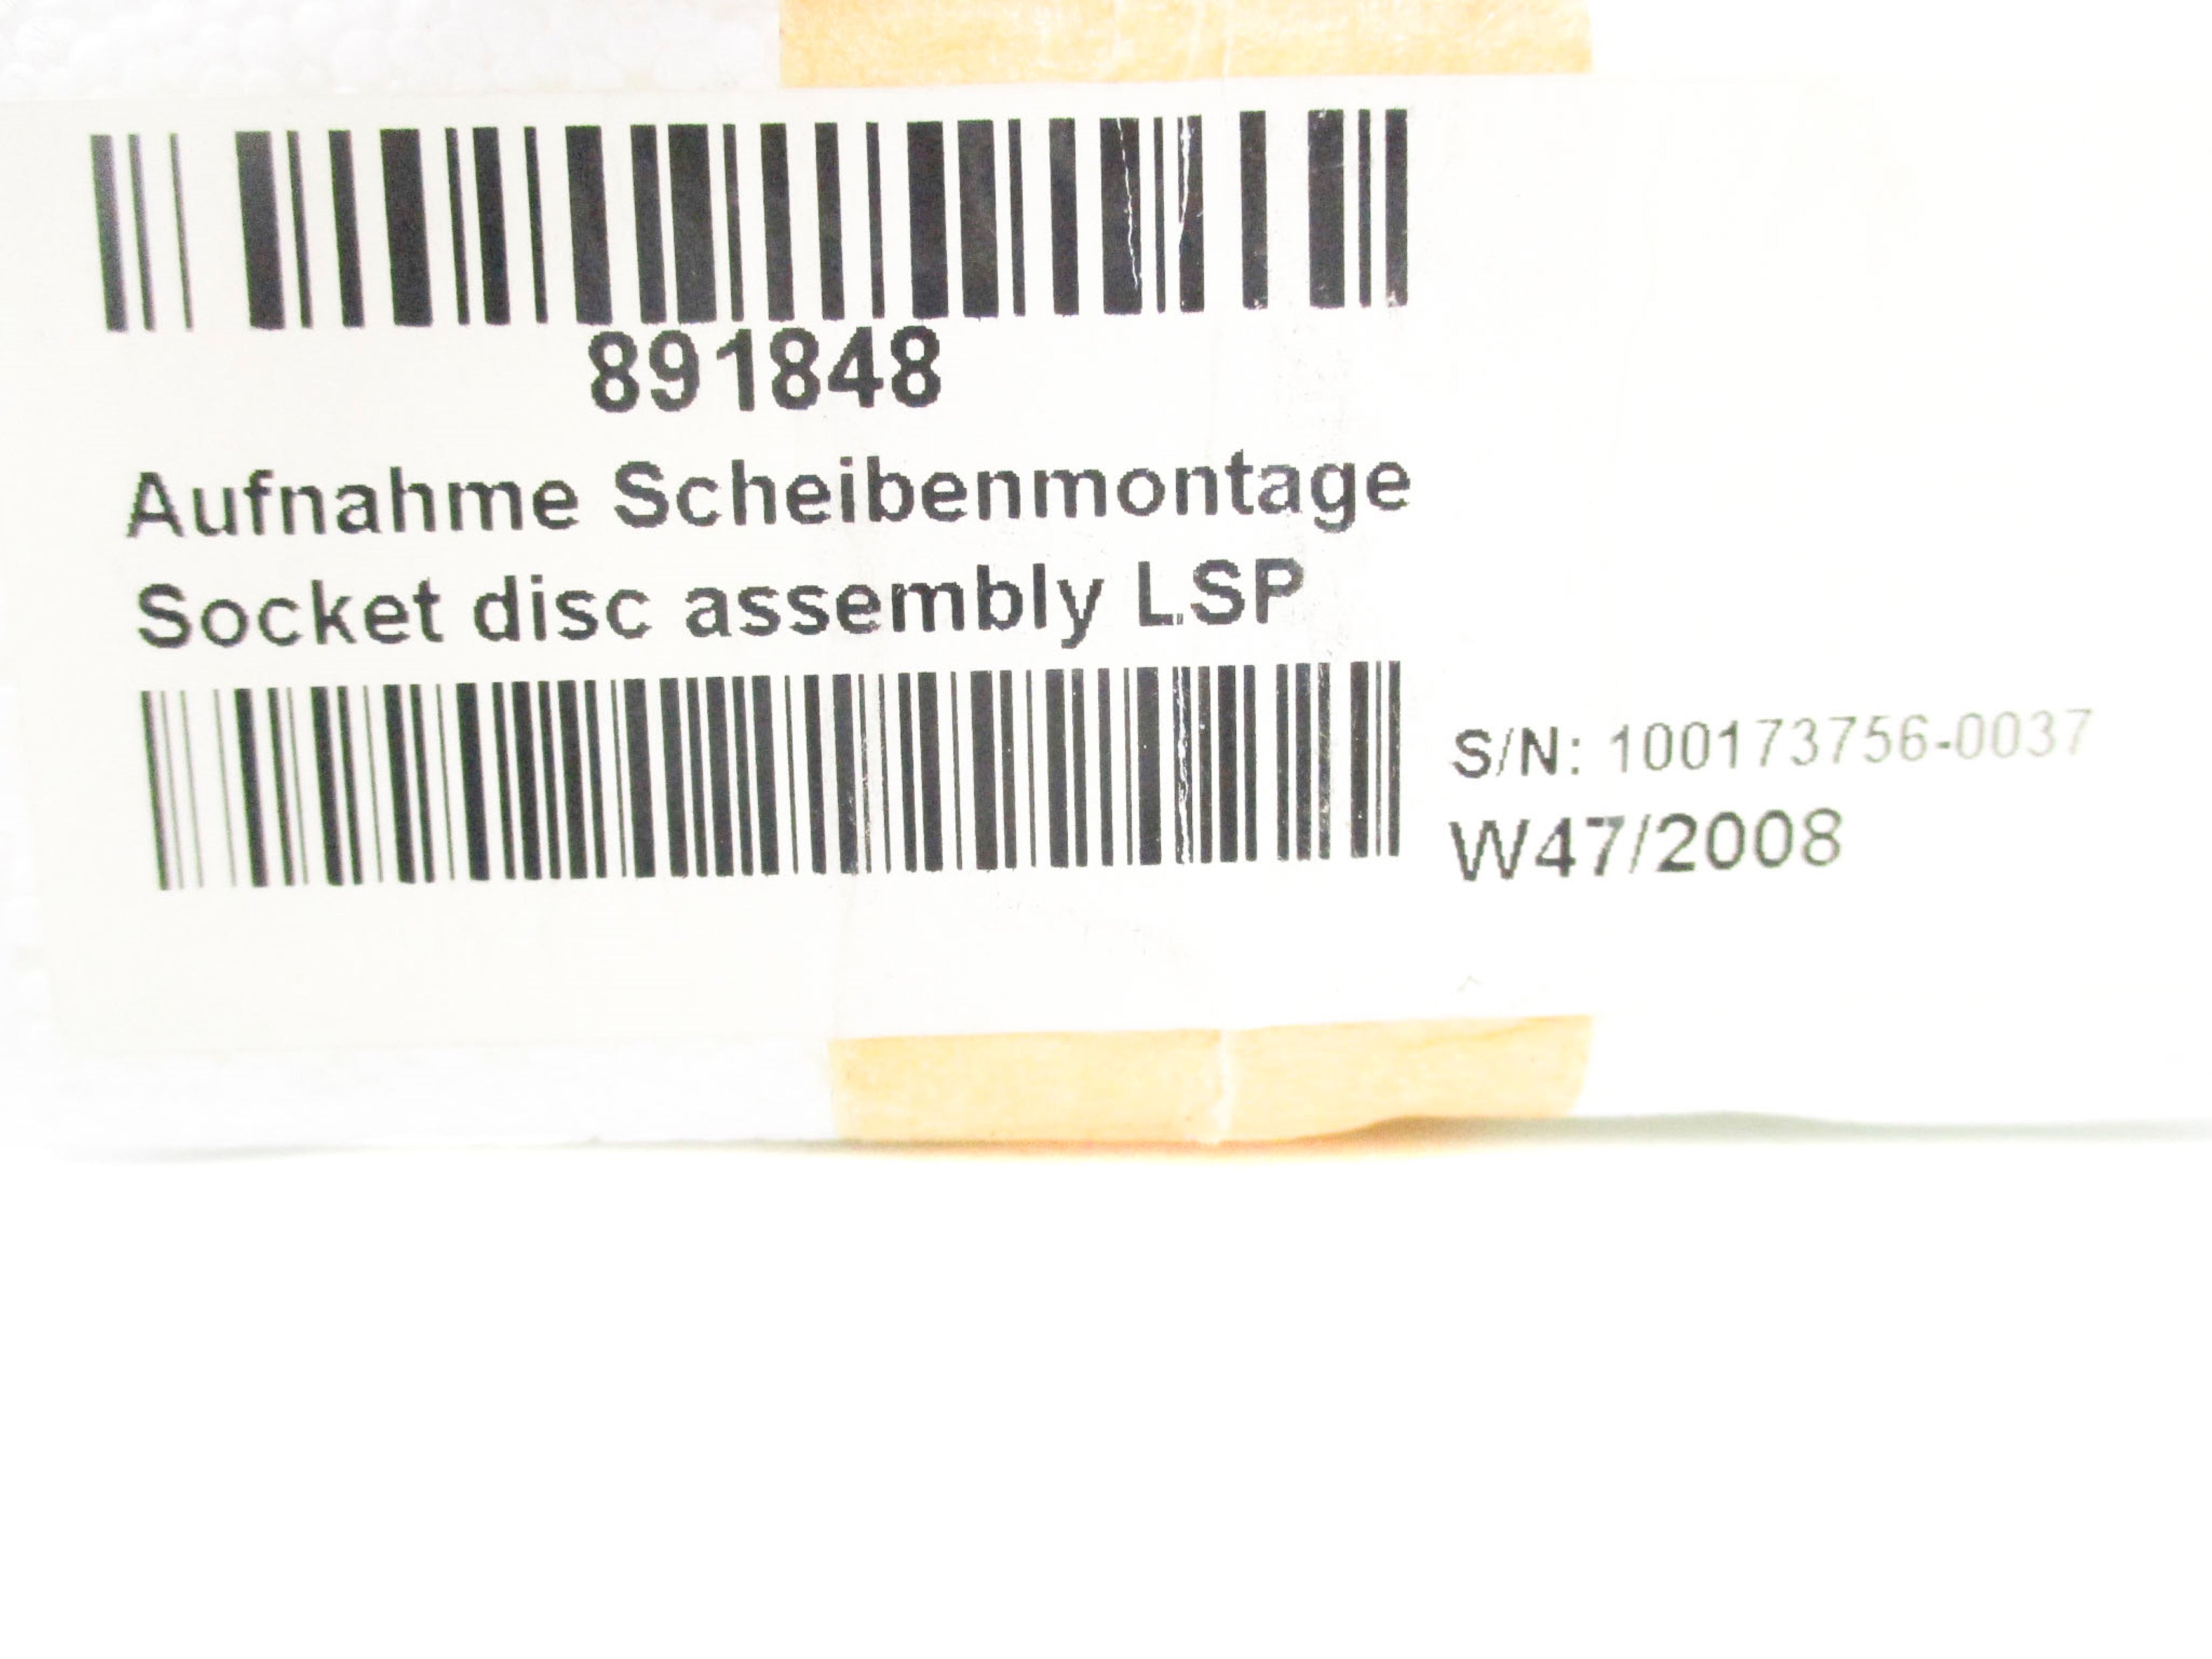 891848
Aufnahme Scheibenmontage
Socket disc assembly LSP
S/N: 100173756-0037
W47/2008